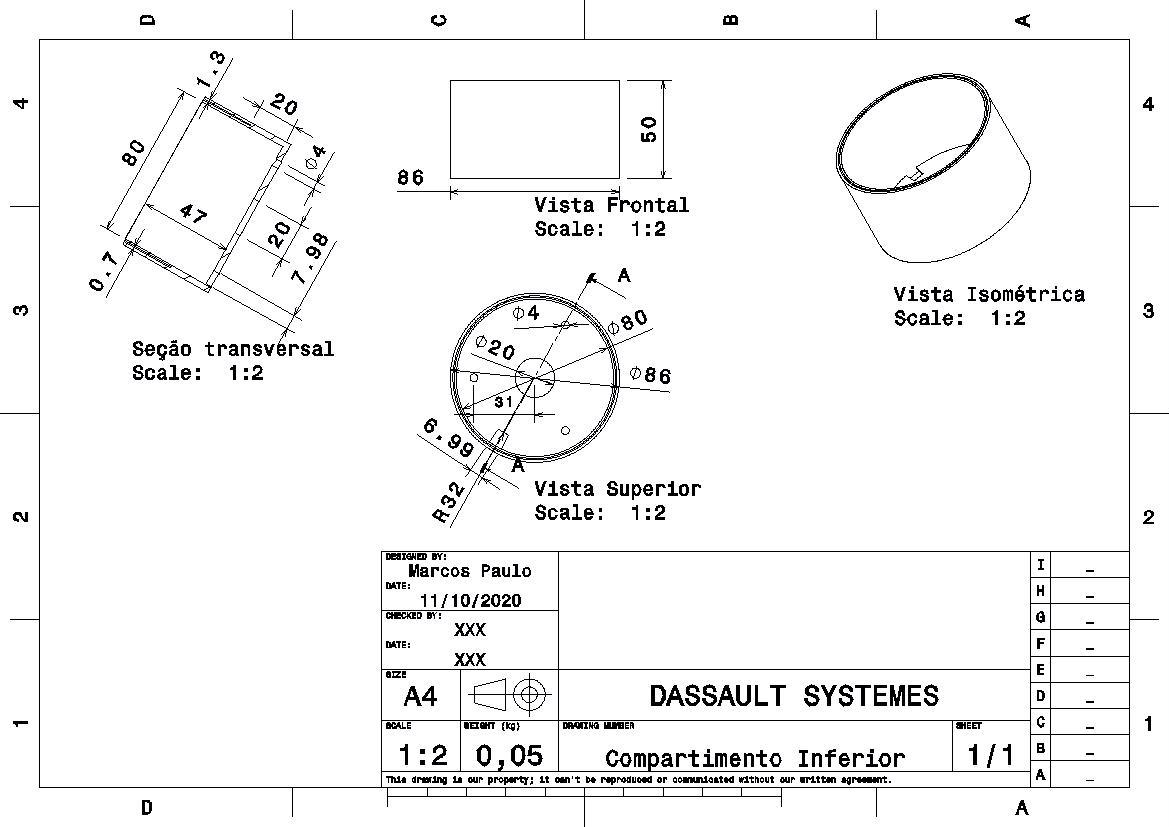 D C B A
4 4
3 3
2 2
1 1
1.3
20
80
⌀4
47
20
7.98
0.7
Seção transversal
Scale: 1:2
50
86
Vista Frontal
Scale: 1:2
Vista Isométrica
Scale: 1:2
A
⌀4
⌀80
⌀20
⌀86
31
6.99
A
R32
Vista Superior
Scale: 1:2
DESIGNED BY:
Marcos Paulo
DATE:
11/10/2020
CHECKED BY:
XXX
DATE:
XXX
SIZE
A4
DASSAULT SYSTEMES
SCALE
1:2
WEIGHT (kg)
0,05
DRAWING NUMBER
Compartimento Inferior
SHEET
1/1
This drawing is our property; it can't be reproduced or communicated without our written agreement.
I _
H _
G _
F _
E _
D _
C _
B _
A _
D A